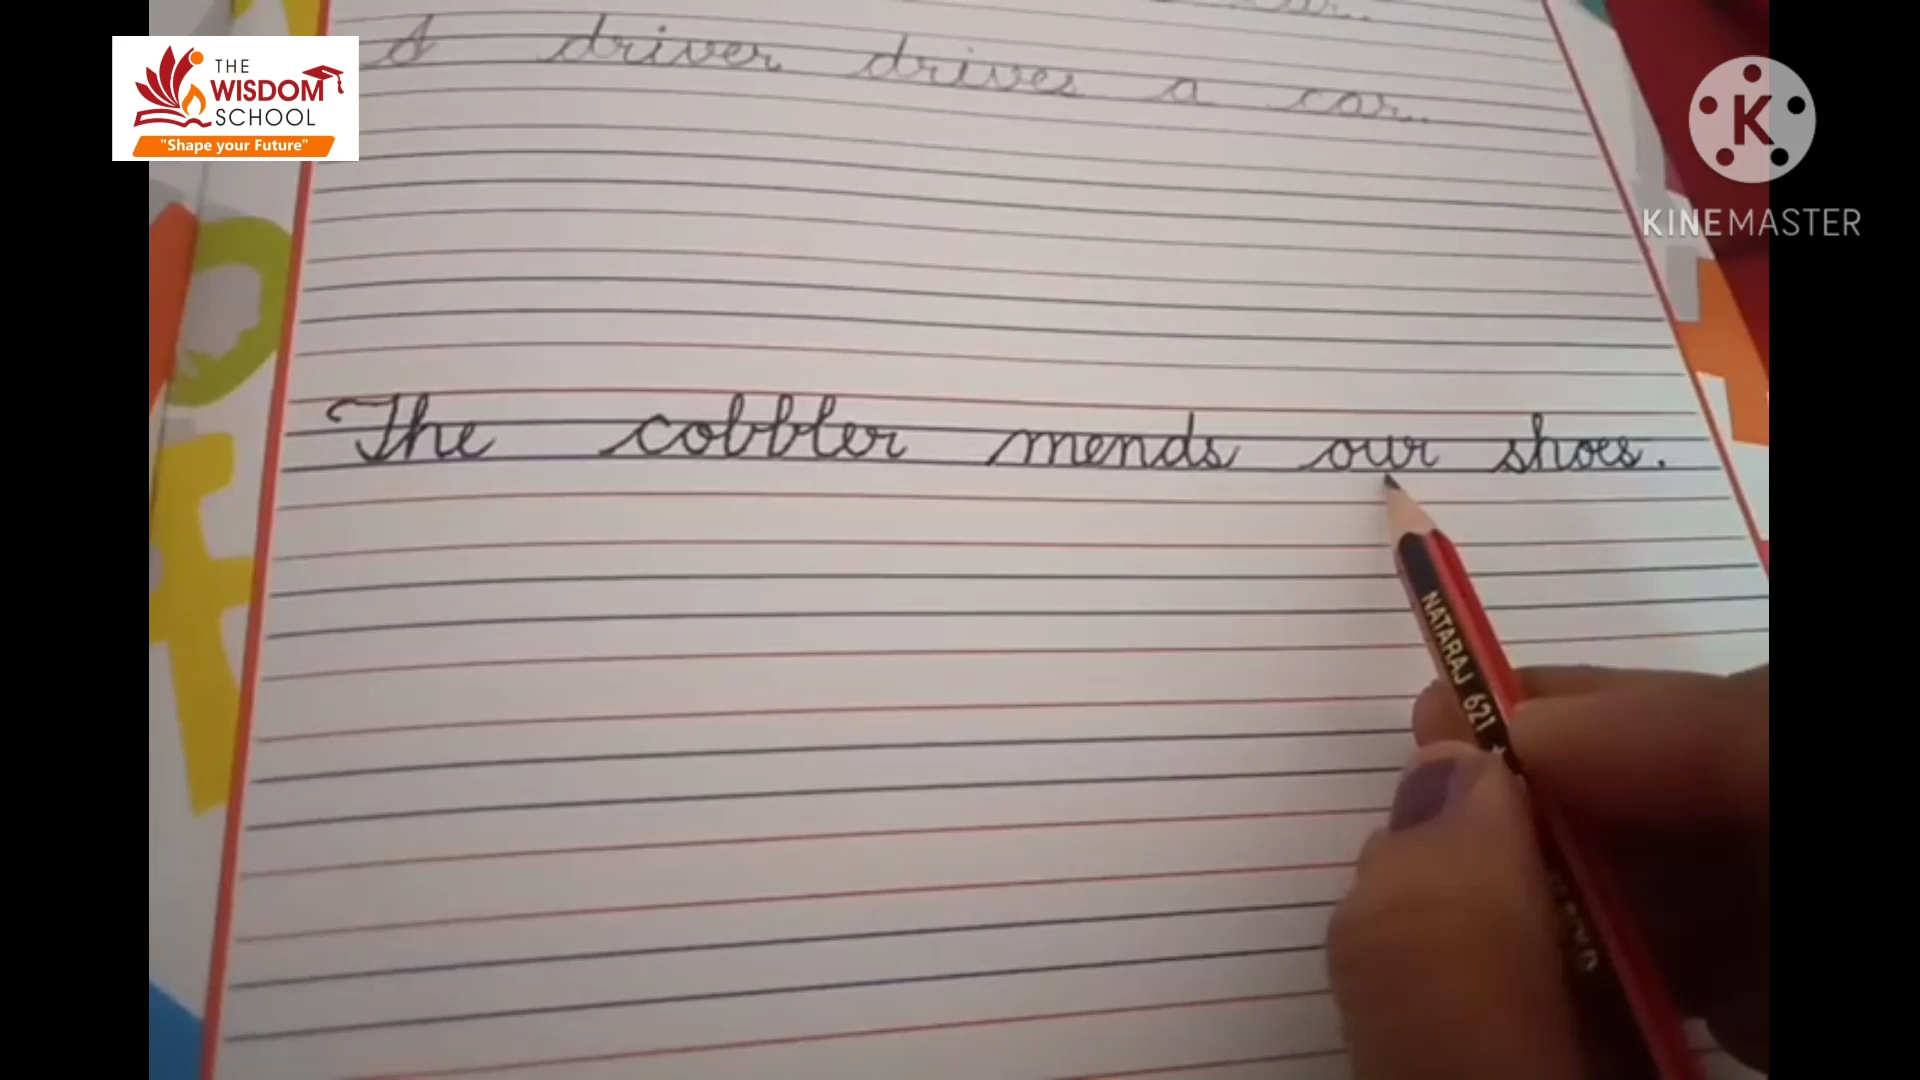 A driver drives a car.
THE
WISDOM
SCHOOL
"Shape your Future"
K
KINEMASTER
The cobbler mends our shoes.
NATARAJ 621